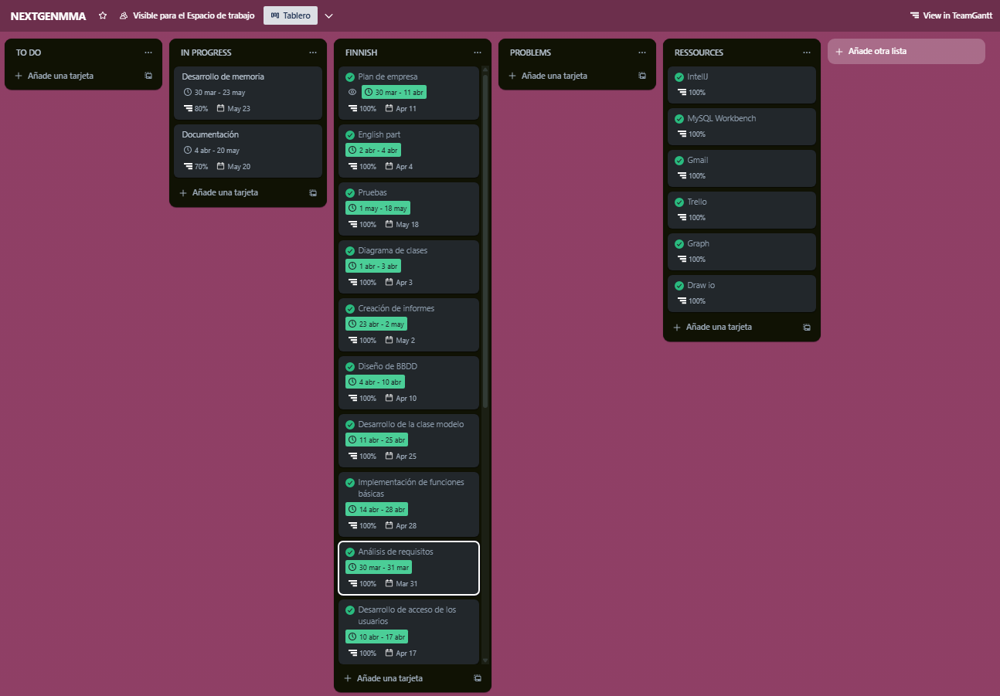 NEXTGENMMA
Visible para el Espacio de trabajo
Tablero
View in TeamGantt
TO DO
Añade una tarjeta
IN PROGRESS
Desarrollo de memoria
30 mar - 23 may
80% May 23
Documentación
4 abr - 20 may
70% May 20
Añade una tarjeta
FINNISH
Plan de empresa
30 mar - 11 abr
100% Apr 11
English part
2 abr - 4 abr
100% Apr 4
Pruebas
1 may - 18 may
100% May 18
Diagrama de clases
1 abr - 3 abr
100% Apr 3
Creación de informes
23 abr - 2 may
100% May 2
Diseño de BBDD
4 abr - 10 abr
100% Apr 10
Desarrollo de la clase modelo
11 abr - 25 abr
100% Apr 25
Implementación de funciones
básicas
14 abr - 28 abr
100% Apr 28
Análisis de requisitos
30 mar - 31 mar
100% Mar 31
Desarrollo de acceso de los
usuarios
10 abr - 17 abr
100% Apr 17
Añade una tarjeta
PROBLEMS
Añade una tarjeta
RESSOURCES
IntellJ
100%
MySQL Workbench
100%
Gmail
100%
Trello
100%
Graph
100%
Draw io
100%
Añade una tarjeta
Añade otra lista